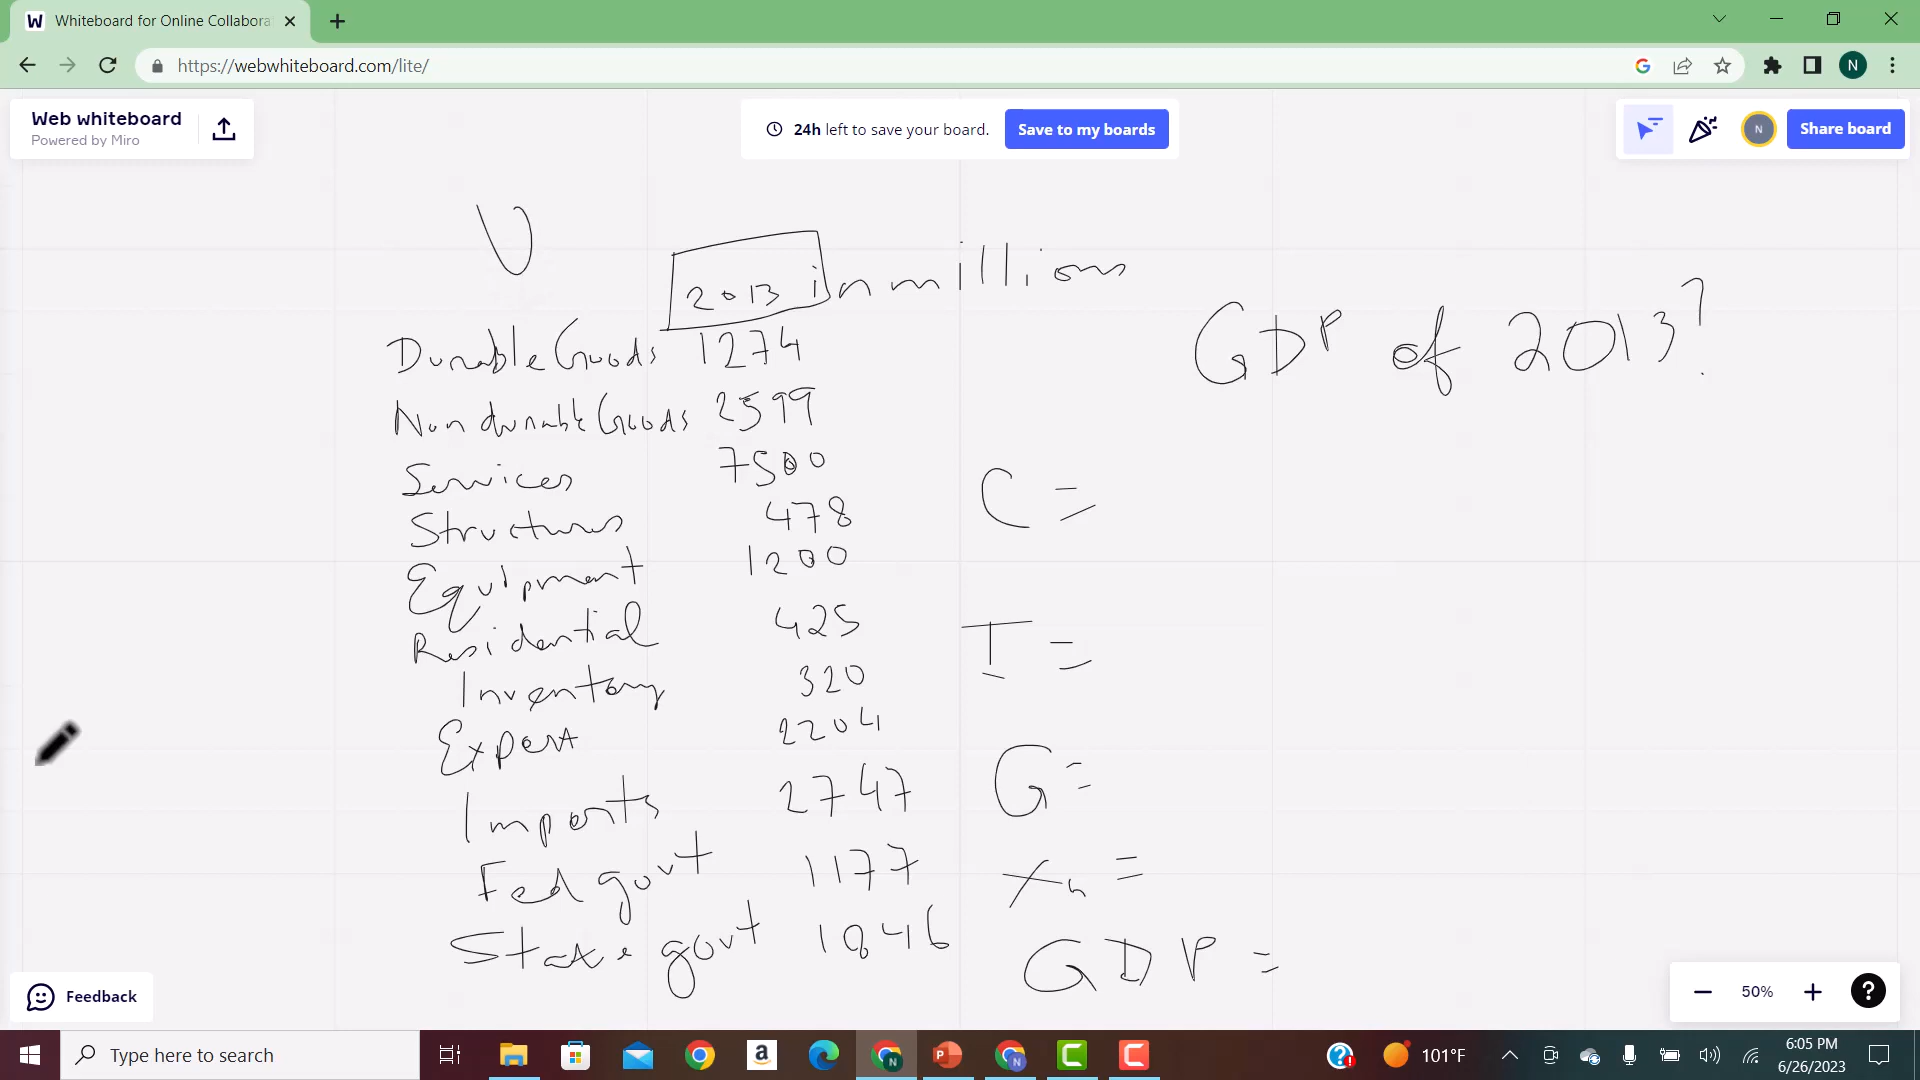 Whiteboard for Online Collabora
https://webwhiteboard.com/lite/
N
Web whiteboard
Powered by Miro
24h left to save your board.
Save to my boards
N
Share board
2013 in millions
GDP of 2013?
Durable Goods 1274
Non durable Goods 2599
Services 7500
Structures 478
Equipment 1200
Residential 425
Inventory 320
Export 2204
Imports 2747
Fed govt 1177
State govt 1846
C =
I =
G =
Xn =
GDP =
Feedback
50%
Type here to search
101°F
6:05 PM
6/26/2023